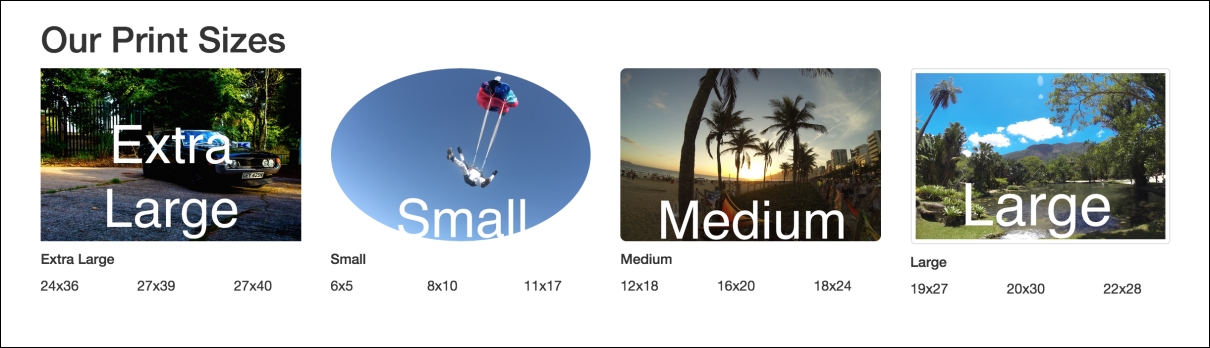 Our Print Sizes
Extra
Large
Small
Medium
Large
Extra Large
24x36 27x39 27x40
Small
6x5 8x10 11x17
Medium
12x18 16x20 18x24
Large
19x27 20x30 22x28